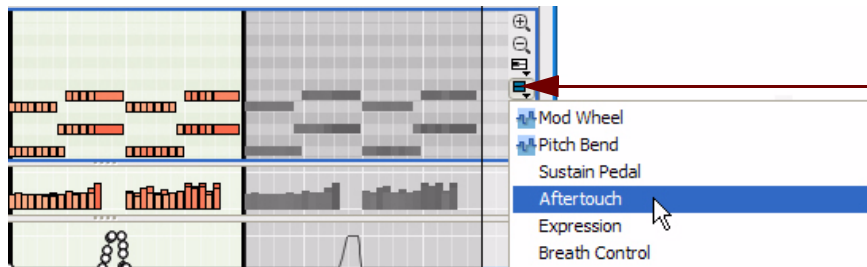 Mod Wheel
Pitch Bend
Sustain Pedal
Aftertouch
Expression
Breath Control